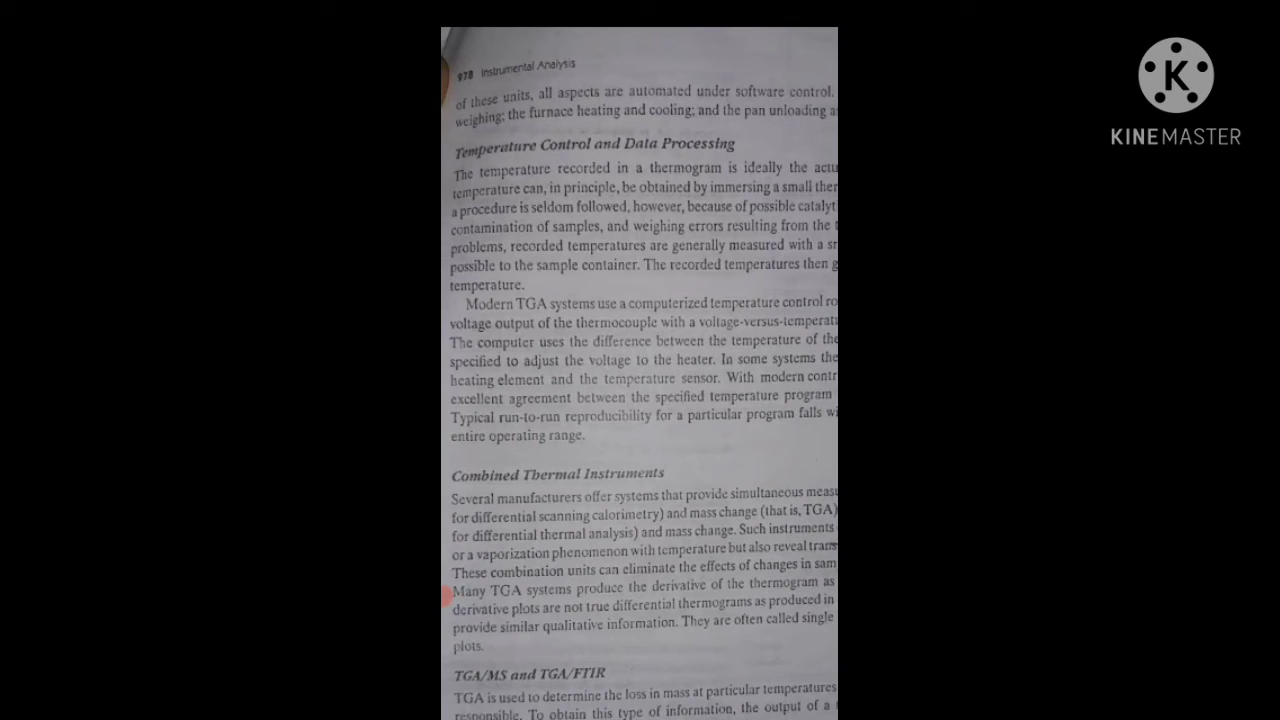 978 Instrumental Analysis
of these units, all aspects are automated under software control.
weighing; the furnace heating and cooling; and the pan unloading
Temperature Control and Data Processing
The temperature recorded in a thermogram is ideally the
temperature can, in principle, be obtained by immersing a small
a procedure is seldom followed, however, because of possible
contamination of samples, and weighing errors resulting from the
problems, recorded temperatures are generally measured with a
possible to the sample container. The recorded temperatures then
temperature.
Modern TGA systems use a computerized temperature control
voltage output of the thermocouple with a
The computer uses the difference between the temperature of the
specified to adjust the voltage to the heater. In some systems the
heating element and the temperature sensor. With modern
excellent agreement between the specified temperature program
Typical run-to-run reproducibility for a particular program falls
entire operating range.
Combined Thermal Instruments
Several manufacturers offer systems that provide simultaneous
for differential scanning calorimetry) and mass change (that is, TGA)
for differential thermal analysis) and mass change. Such instruments
or a vaporization phenomenon with temperature but also reveal
These combination units can eliminate the effects of changes in
Many TGA systems produce the derivative of the thermogram as
derivative plots are not true differential thermograms as produced in
provide similar qualitative information. They are often called single
plots.
TGA/MS and TGA/FTIR
TGA is used to determine the loss in mass at particular temperatures
responsible. To obtain this type of information, the output of a
K
KINEMASTER